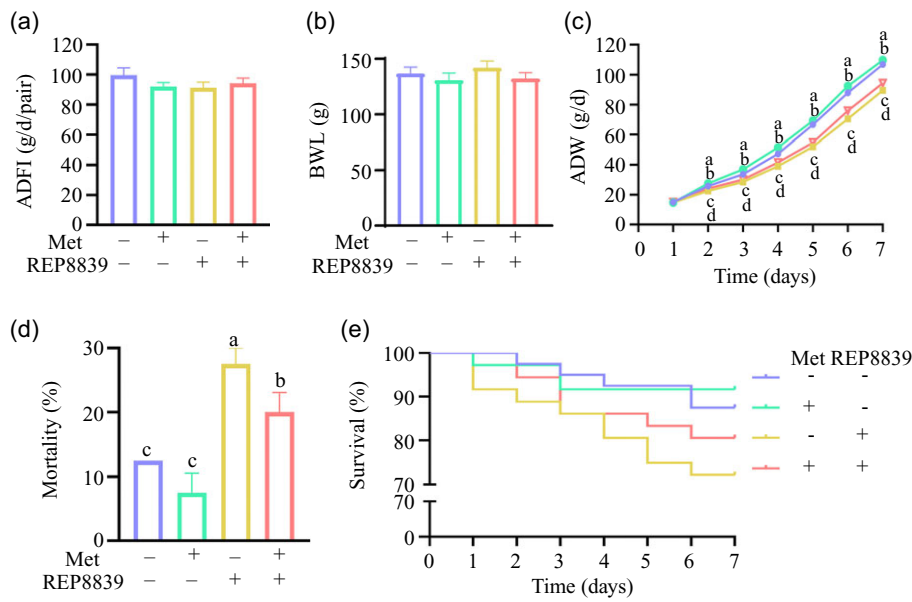 (a)
ADFI (g/d/pair)
120
100
80
60
40
20
0
Met − + − +
REP8839 − − + +
(b)
BWL (g)
150
100
50
0
Met − + − +
REP8839 − − + +
(c)
ADW (g/d)
120
100
80
60
40
20
0
a a a a a a
b b b b b b
c c c c c c
d d d d d d
0 1 2 3 4 5 6 7
Time (days)
(d)
Mortality (%)
30
20
10
0
c c a b
Met − + − +
REP8839 − − + +
(e)
Survival (%)
100
90
80
70
70
0
0 1 2 3 4 5 6 7
Time (days)
Met REP8839
- -
+ -
- +
+ +